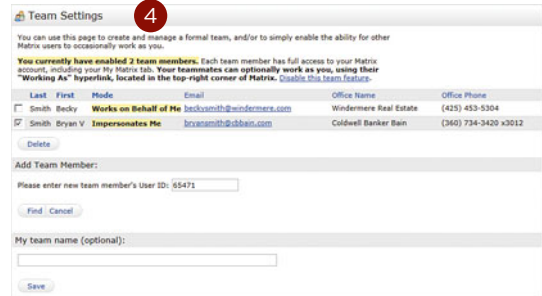 Team Settings 4
You can use this page to create and manage a formal team, and/or to simply enable the ability for other
Matrix users to occasionally work as you.
You currently have enabled 2 team members. Each team member has full access to your Matrix
account, including your My Matrix tab. Your teammates can optionally work as you, using their
"Working As" hyperlink, located in the top-right corner of Matrix. Disable this team feature.
Last First Mode Email Office Name Office Phone
Smith Becky Works on Behalf of Me beckysmith@windermere.com Windermere Real Estate (425) 453-5304
Smith Bryan V Impersonates Me bryansmith@cbbain.com Coldwell Banker Bain (360) 734-3420 x3012
Delete
Add Team Member:
Please enter new team member's User ID: 65471
Find Cancel
My team name (optional):
Save